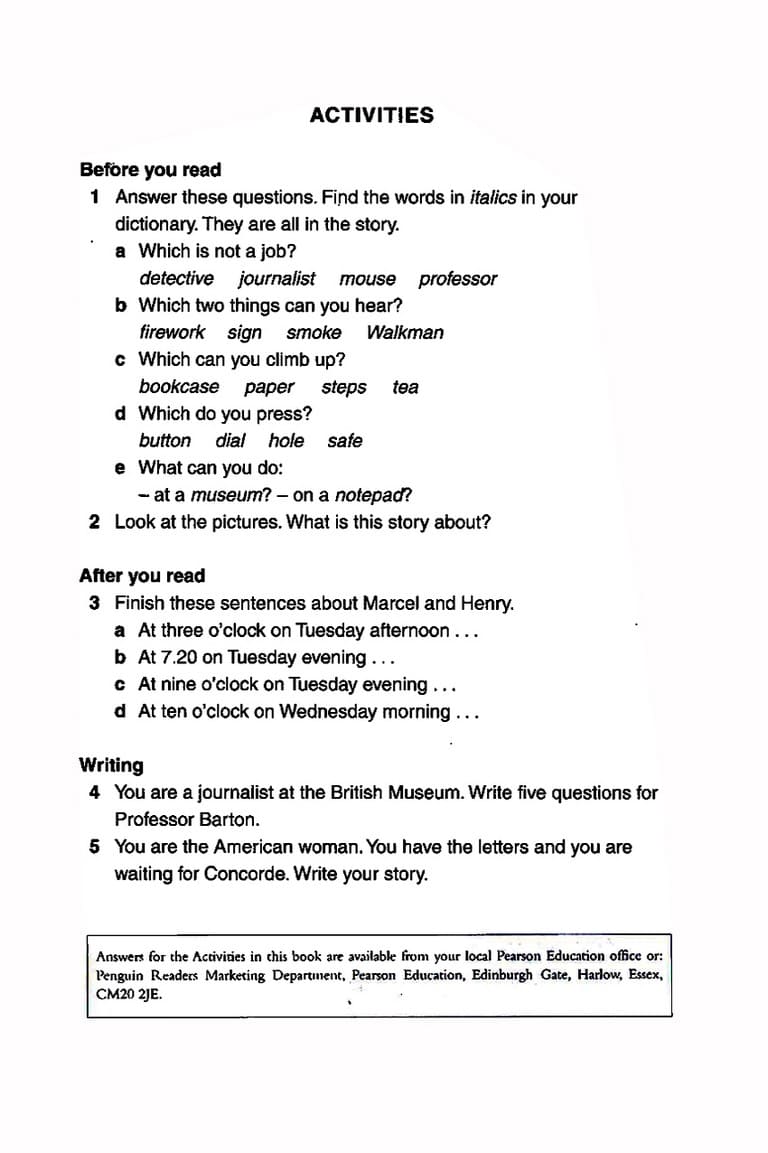 ACTIVITIES
Before you read
1 Answer these questions. Find the words in italics in your
dictionary. They are all in the story.
a Which is not a job?
detective journalist mouse professor
b Which two things can you hear?
firework sign smoke Walkman
c Which can you climb up?
bookcase paper steps tea
d Which do you press?
button dial hole safe
e What can you do:
– at a museum? – on a notepad?
2 Look at the pictures. What is this story about?
After you read
3 Finish these sentences about Marcel and Henry.
a At three o'clock on Tuesday afternoon . . .
b At 7.20 on Tuesday evening . . .
c At nine o'clock on Tuesday evening . . .
d At ten o'clock on Wednesday morning . . .
Writing
4 You are a journalist at the British Museum. Write five questions for
Professor Barton.
5 You are the American woman. You have the letters and you are
waiting for Concorde. Write your story.
Answers for the Activities in this book are available from your local Pearson Education office or:
Penguin Readers Marketing Department, Pearson Education, Edinburgh Gate, Harlow, Essex,
CM20 2JE.